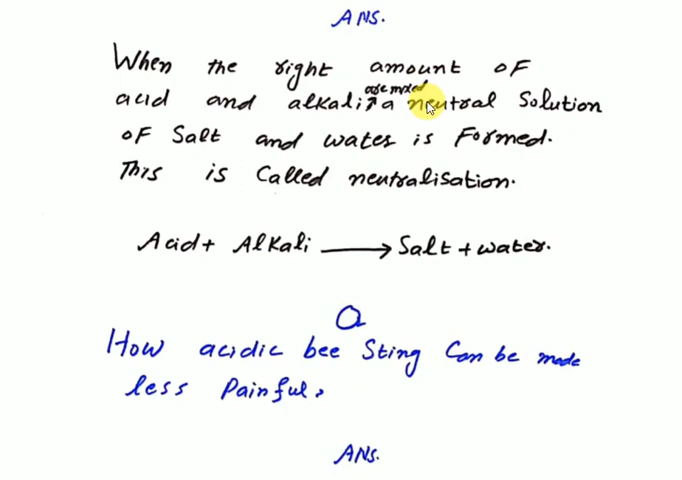 ANS.
When the right amount of
are mixed
acid and alkali, a neutral Solution
of Salt and water is Formed.
This is Called neutralisation.
Acid + Alkali → Salt + water.
Q
How acidic bee Sting Can be made
less Painful,
ANS.